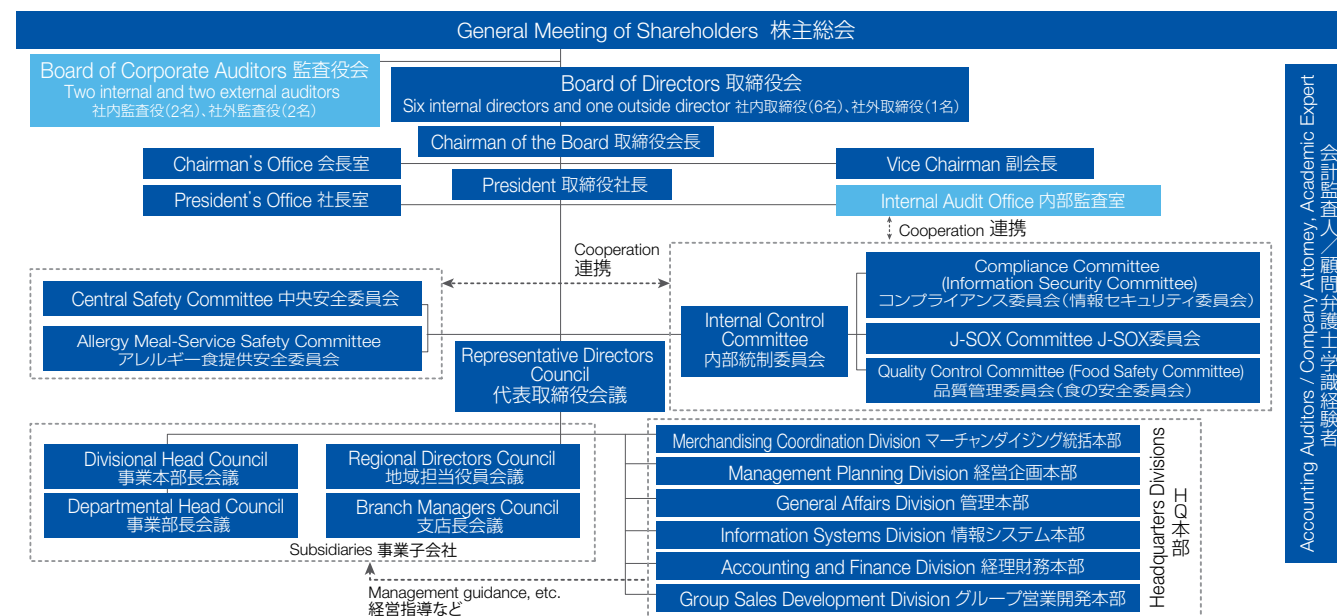 General Meeting of Shareholders 株主総会
Board of Corporate Auditors 監査役会
Two internal and two external auditors
社内監査役(2名)、社外監査役(2名)
Board of Directors 取締役会
Six internal directors and one outside director 社内取締役(6名)、社外取締役(1名)
Chairman of the Board 取締役会長
Chairman's Office 会長室
Vice Chairman 副会長
President 取締役社長
President's Office 社長室
Internal Audit Office 内部監査室
Cooperation 連携
Cooperation
連携
Central Safety Committee 中央安全委員会
Allergy Meal-Service Safety Committee
アレルギー食提供安全委員会
Internal Control
Committee
内部統制委員会
Compliance Committee
(Information Security Committee)
コンプライアンス委員会(情報セキュリティ委員会)
J-SOX Committee J-SOX委員会
Quality Control Committee (Food Safety Committee)
品質管理委員会(食の安全委員会)
Representative Directors
Council
代表取締役会議
Divisional Head Council
事業本部長会議
Regional Directors Council
地域担当役員会議
Departmental Head Council
事業部長会議
Branch Managers Council
支店長会議
Subsidiaries 事業子会社
Management guidance, etc.
経営指導など
Merchandising Coordination Division マーチャンダイジング統括本部
Management Planning Division 経営企画本部
General Affairs Division 管理本部
Information Systems Division 情報システム本部
Accounting and Finance Division 経理財務本部
Group Sales Development Division グループ営業開発本部
Headquarters Divisions
HQ本部
Accounting Auditors / Company Attorney, Academic Expert
会計監査人／顧問弁護士・学識経験者